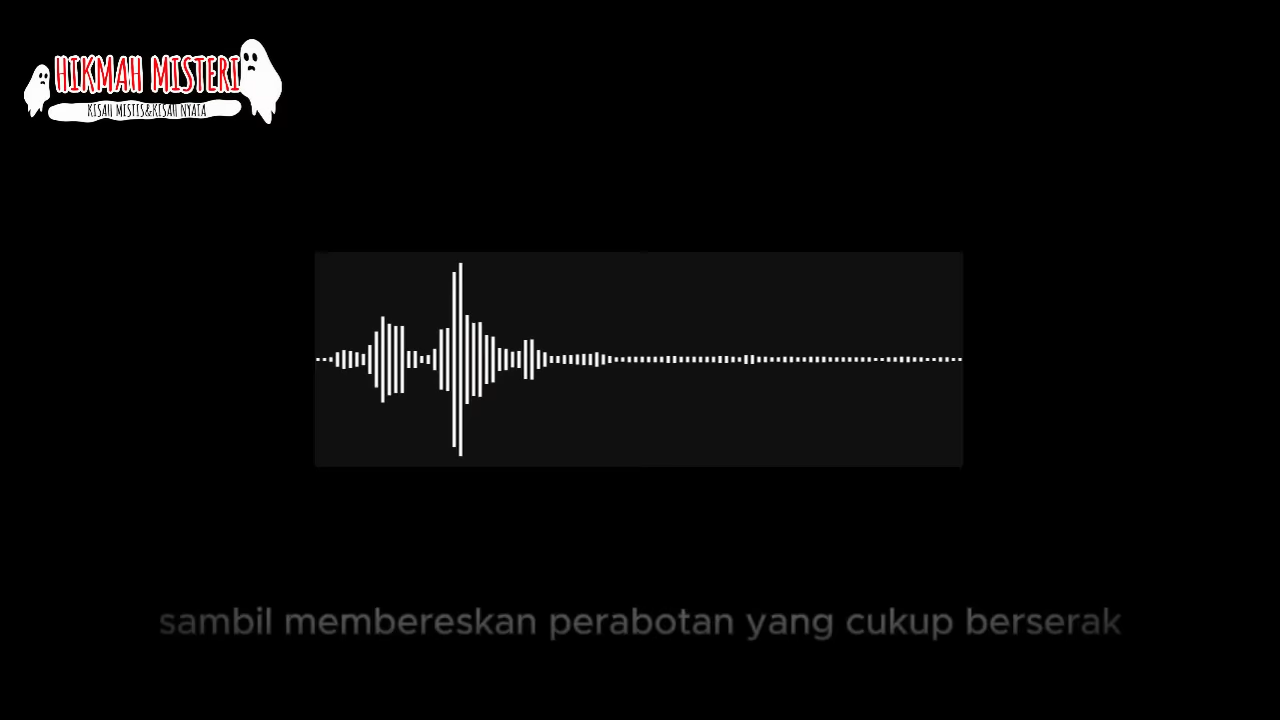 HIKMAH MISTERI
KISAH MISTIS&KISAH NYATA
sambil membereskan perabotan yang cukup berserak